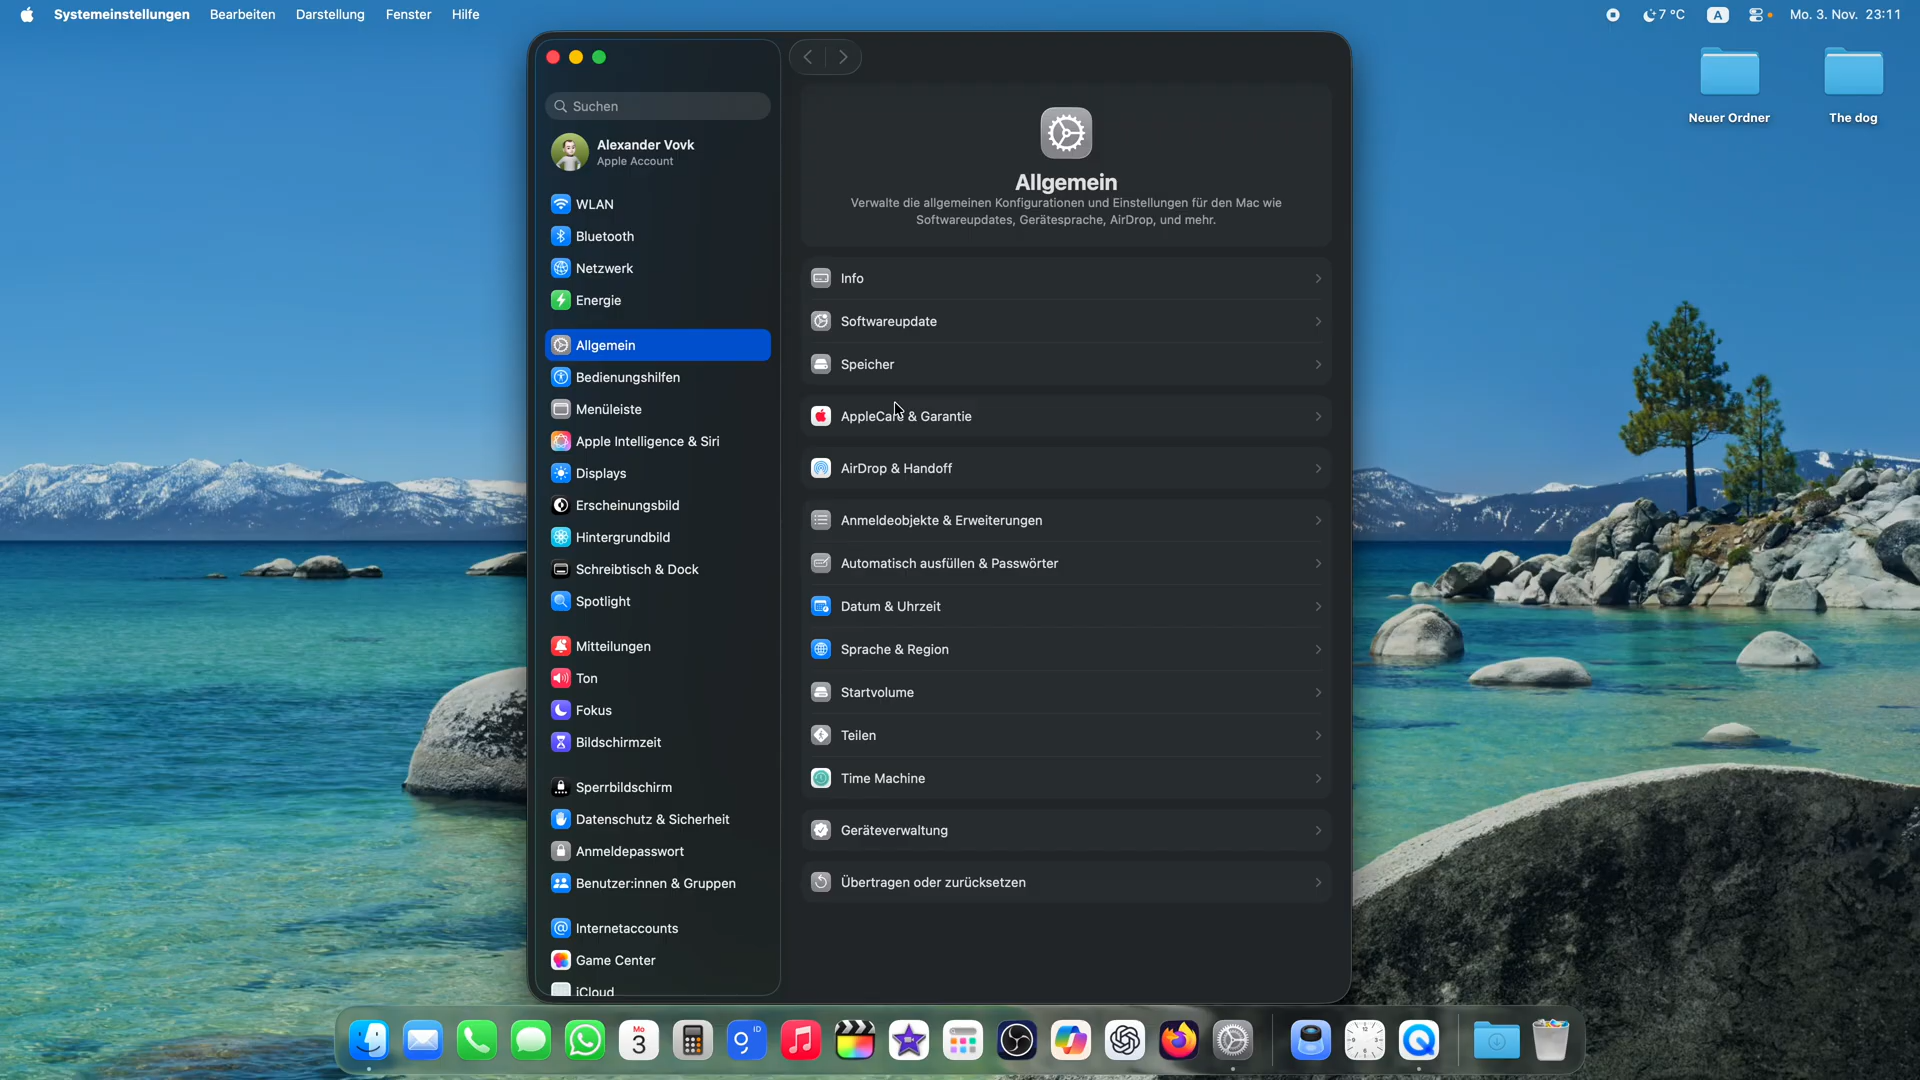 Systemeinstellungen Bearbeiten Darstellung Fenster Hilfe
7 °C A Mo. 3. Nov. 23:11
Neuer Ordner
The dog
Suchen
Alexander Vovk
Apple Account
WLAN
Bluetooth
Netzwerk
Energie
Allgemein
Bedienungshilfen
Menüleiste
Apple Intelligence & Siri
Displays
Erscheinungsbild
Hintergrundbild
Schreibtisch & Dock
Spotlight
Mitteilungen
Ton
Fokus
Bildschirmzeit
Sperrbildschirm
Datenschutz & Sicherheit
Anmeldepasswort
Benutzer:innen & Gruppen
Internetaccounts
Game Center
iCloud
Allgemein
Verwalte die allgemeinen Konfigurationen und Einstellungen für den Mac wie
Softwareupdates, Gerätesprache, AirDrop, und mehr.
Info
Softwareupdate
Speicher
AppleCare & Garantie
AirDrop & Handoff
Anmeldeobjekte & Erweiterungen
Automatisch ausfüllen & Passwörter
Datum & Uhrzeit
Sprache & Region
Startvolume
Teilen
Time Machine
Geräteverwaltung
Übertragen oder zurücksetzen
Mo
3
ID